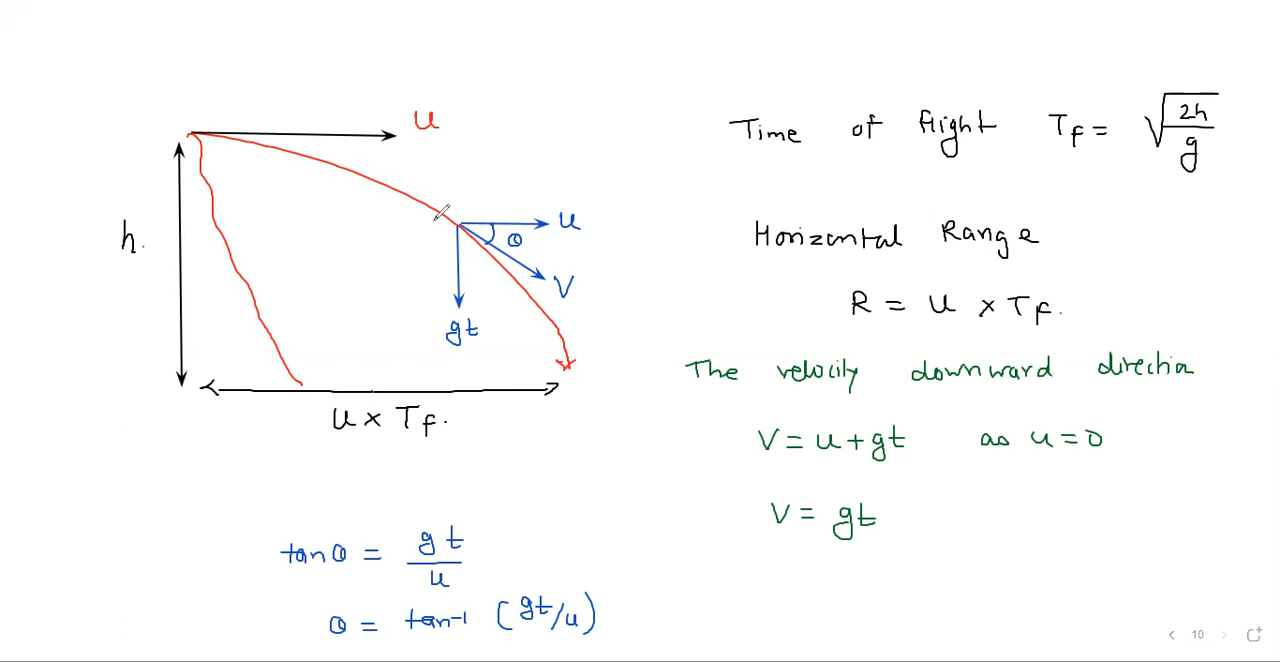 u
h.
u
θ
V
gt
u × Tf.
tanθ = gt/u
θ = tan-1 (gt/u)
Time of flight Tf = √2h/g
Horizontal Range
R = u × Tf.
The velocity downward direction
V = u + gt as u = 0
V = gt
10